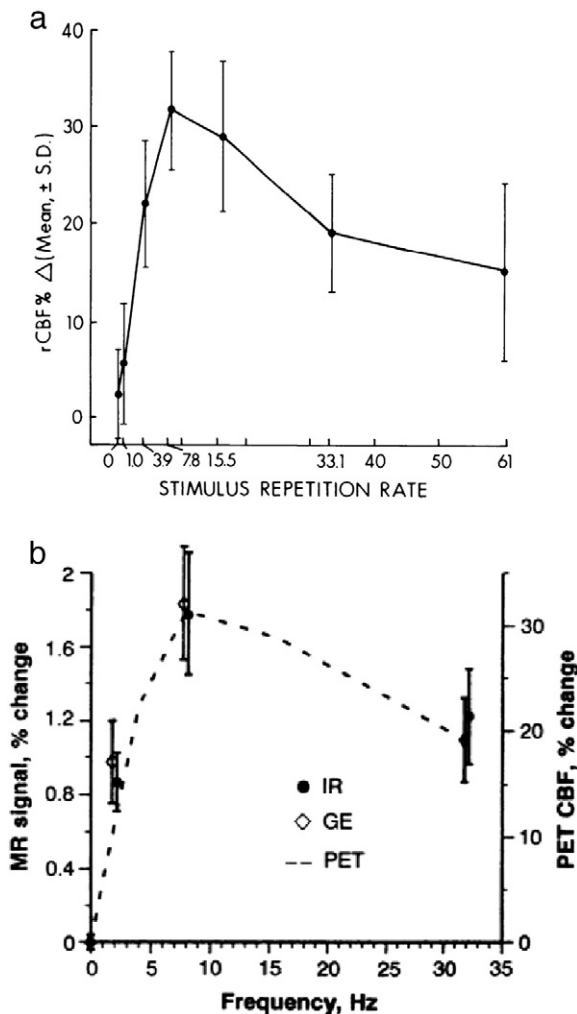 a
rCBF % Δ (Mean, ± S.D.)
40
30
20
10
0
0 1.0 3.9 7.8 15.5 33.1 40 50 61
STIMULUS REPETITION RATE
b
MR signal, % change
2
1.6
1.2
0.8
0.4
0
IR
GE
PET
30
20
10
0
PET CBF, % change
0 5 10 15 20 25 30 35
Frequency, Hz